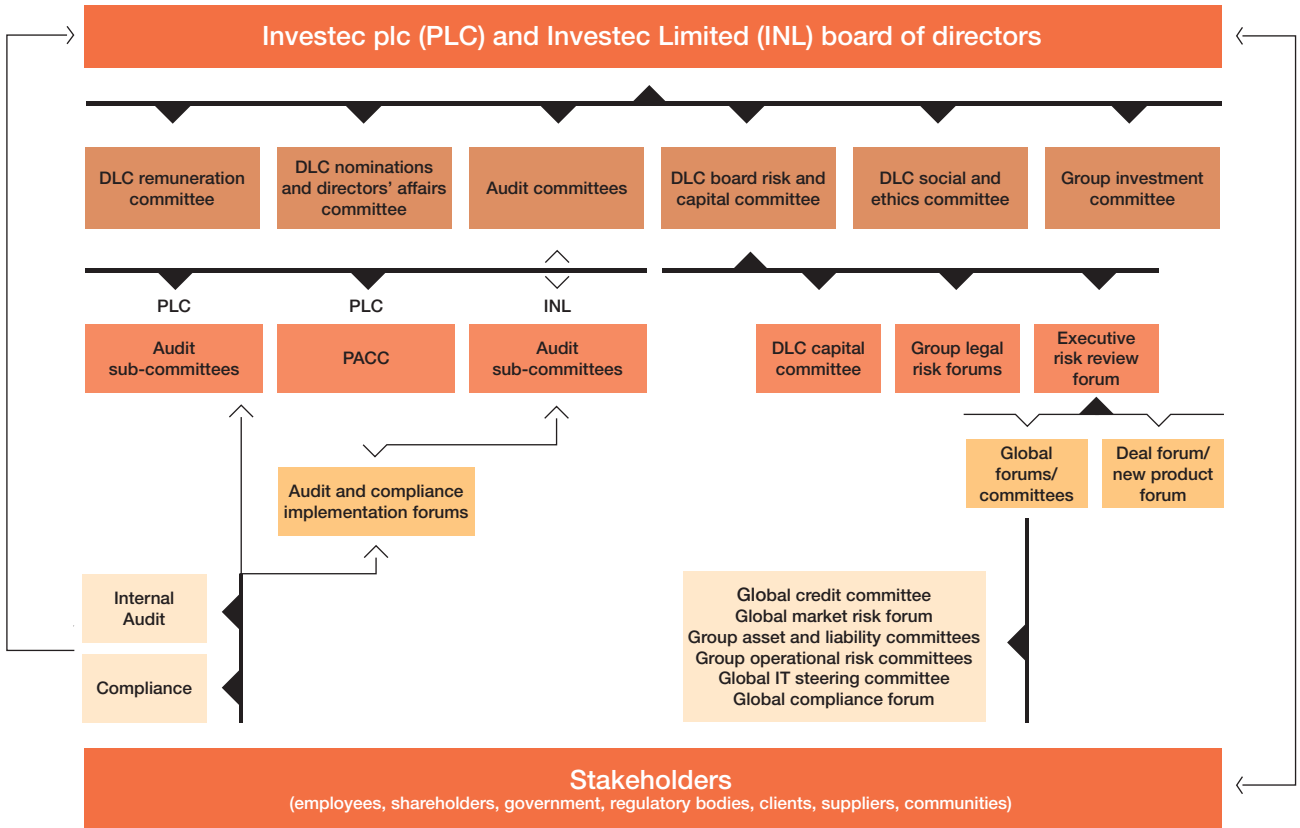 Investec plc (PLC) and Investec Limited (INL) board of directors
DLC remuneration
committee
DLC nominations
and directors' affairs
committee
Audit committees
DLC board risk and
capital committee
DLC social and
ethics committee
Group investment
committee
PLC
PLC
INL
Audit
sub-committees
PACC
Audit
sub-committees
DLC capital
committee
Group legal
risk forums
Executive
risk review
forum
Global
forums/
committees
Deal forum/
new product
forum
Audit and compliance
implementation forums
Internal
Audit
Compliance
Global credit committee
Global market risk forum
Group asset and liability committees
Group operational risk committees
Global IT steering committee
Global compliance forum
Stakeholders
(employees, shareholders, government, regulatory bodies, clients, suppliers, communities)